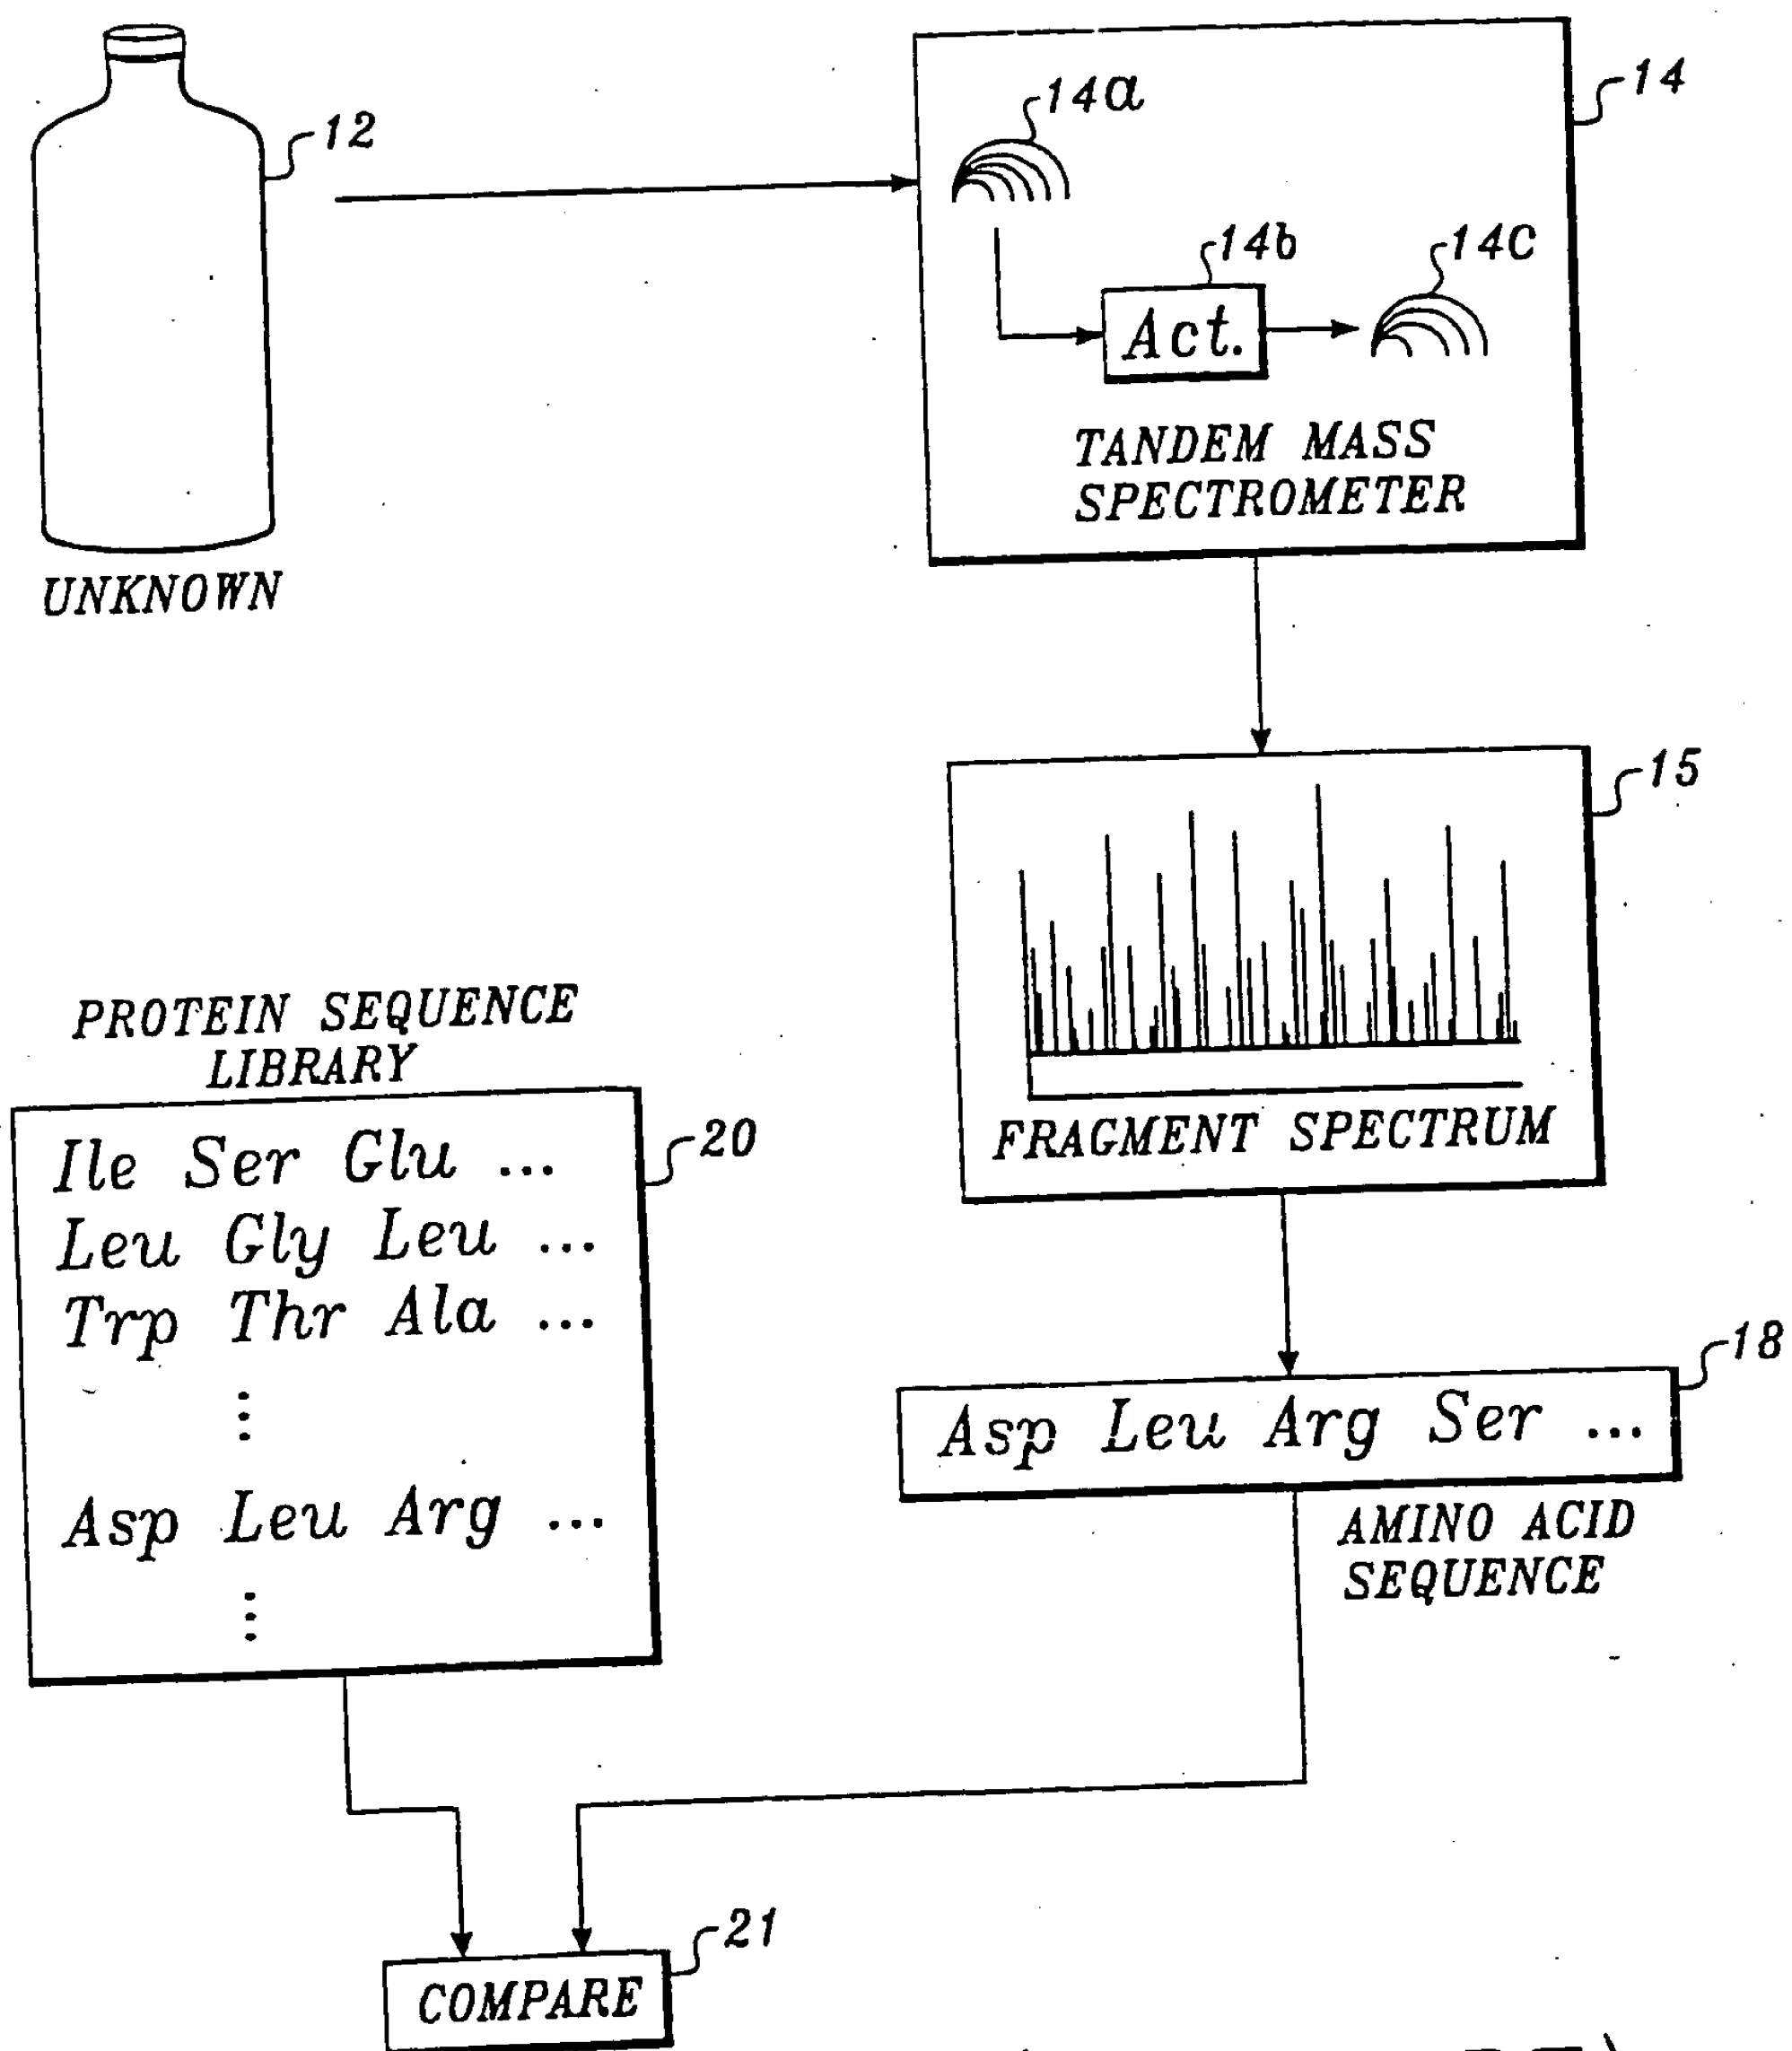 12
UNKNOWN
14a
14
14b
14c
Act.
TANDEM MASS
SPECTROMETER
15
FRAGMENT SPECTRUM
PROTEIN SEQUENCE
LIBRARY
20
Ile Ser Glu ...
Leu Gly Leu ...
Trp Thr Ala ...
Asp Leu Arg ...
18
Asp Leu Arg Ser ...
AMINO ACID
SEQUENCE
21
COMPARE